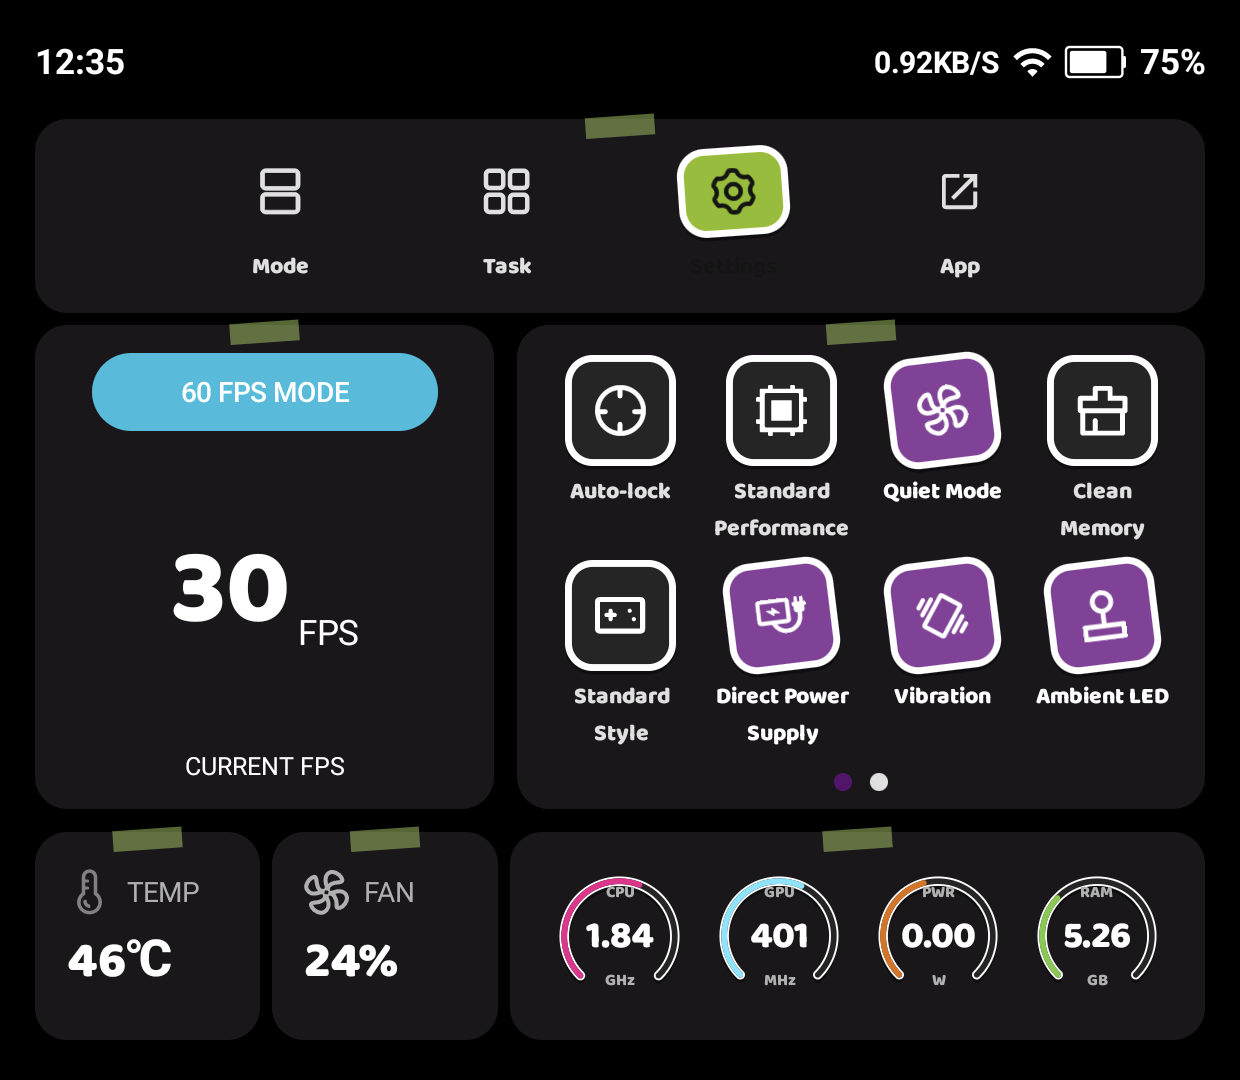 12:35
0.92KB/S
75%
Mode
Task
Settings
App
60 FPS MODE
30 FPS
CURRENT FPS
Auto-lock
Standard
Performance
Quiet Mode
Clean
Memory
Standard
Style
Direct Power
Supply
Vibration
Ambient LED
TEMP
46℃
FAN
24%
CPU
1.84
GHz
GPU
401
MHz
PWR
0.00
W
RAM
5.26
GB